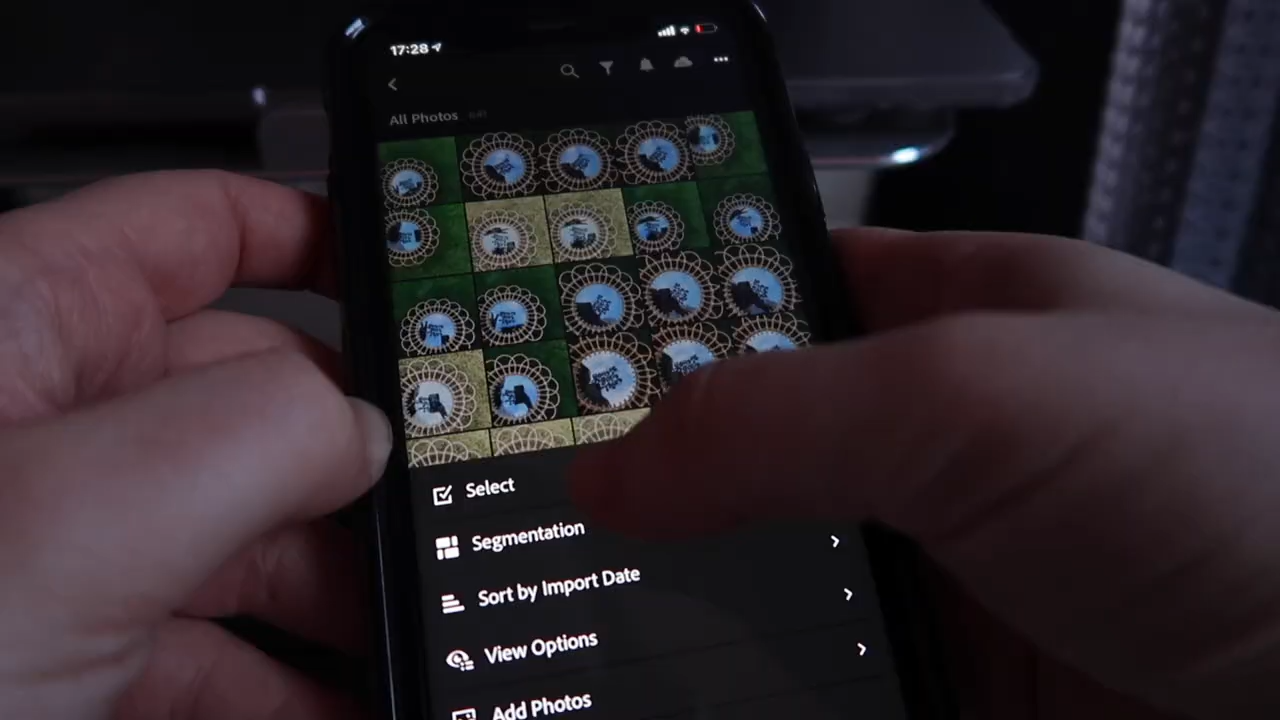 17:28
All Photos
Select
Segmentation
Sort by Import Date
View Options
Add Photos